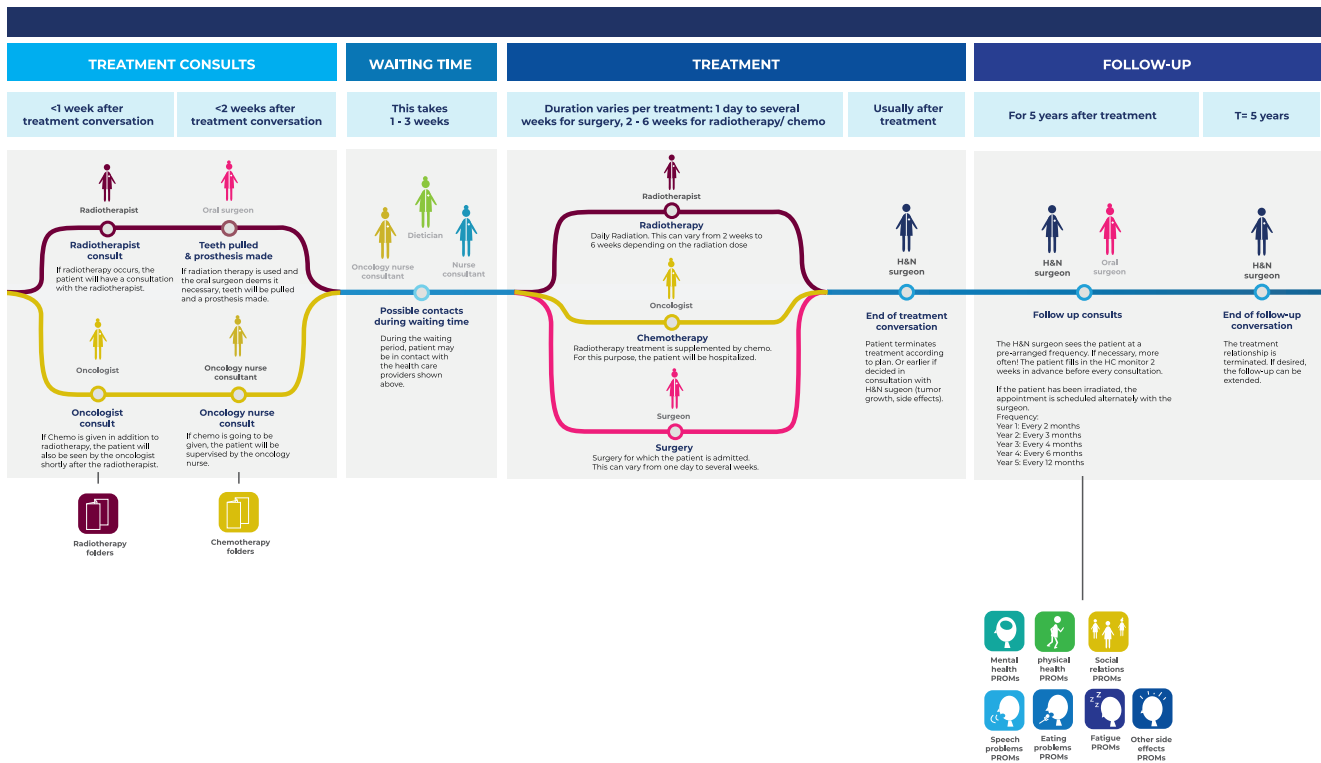 TREATMENT CONSULTS
WAITING TIME
TREATMENT
FOLLOW-UP
<1 week after
treatment conversation
<2 weeks after
treatment conversation
This takes
1 - 3 weeks
Duration varies per treatment: 1 day to several
weeks for surgery, 2 - 6 weeks for radiotherapy/ chemo
Usually after
treatment
For 5 years after treatment
T= 5 years
Radiotherapist
Radiotherapist
consult
If radiotherapy occurs, the
patient will have a consultation
with the radiotherapist.
Oral surgeon
Teeth pulled
& prosthesis made
If radiation therapy is used and
the oral surgeon deems it
necessary, teeth will be pulled
and a prosthesis made.
Oncologist
Oncologist
consult
If Chemo is given in addition to
radiotherapy, the patient will
also be seen by the oncologist
shortly after the radiotherapist.
Oncology nurse
consultant
Oncology nurse
consult
If chemo is going to be
given, the patient will be
supervised by the oncology
nurse.
Radiotherapy
folders
Chemotherapy
folders
Oncology nurse
consultant
Dietician
Nurse
consultant
Possible contacts
during waiting time
During the waiting
period, patient may
be in contact with
the health care
providers shown
above.
Radiotherapist
Radiotherapy
Daily Radiation. This can vary from 2 weeks to
6 weeks depending on the radiation dose
Oncologist
Chemotherapy
Radiotherapy treatment is supplemented by chemo.
For this purpose, the patient will be hospitalized.
Surgeon
Surgery
Surgery for which the patient is admitted.
This can vary from one day to several weeks.
H&N
surgeon
End of treatment
conversation
Patient terminates
treatment according
to plan. Or earlier if
decided in
consultation with
H&N sugeon (tumor
growth, side effects).
H&N
surgeon
Oral
surgeon
Follow up consults
The H&N surgeon sees the patient at a
pre-arranged frequency. If necessary, more
often! The patient fills in the HC monitor 2
weeks in advance before every consultation.
If the patient has been irradiated, the
appointment is scheduled alternately with the
surgeon.
Frequency:
Year 1: Every 2 months
Year 2: Every 3 months
Year 3: Every 4 months
Year 4: Every 6 months
Year 5: Every 12 months
H&N
surgeon
End of follow-up
conversation
The treatment
relationship is
terminated. If desired,
the follow-up can be
extended.
Mental
health
PROMs
physical
health
PROMs
Social
relations
PROMs
Speech
problems
PROMs
Eating
problems
PROMs
z z z
Fatigue
PROMs
Other side
effects
PROMs